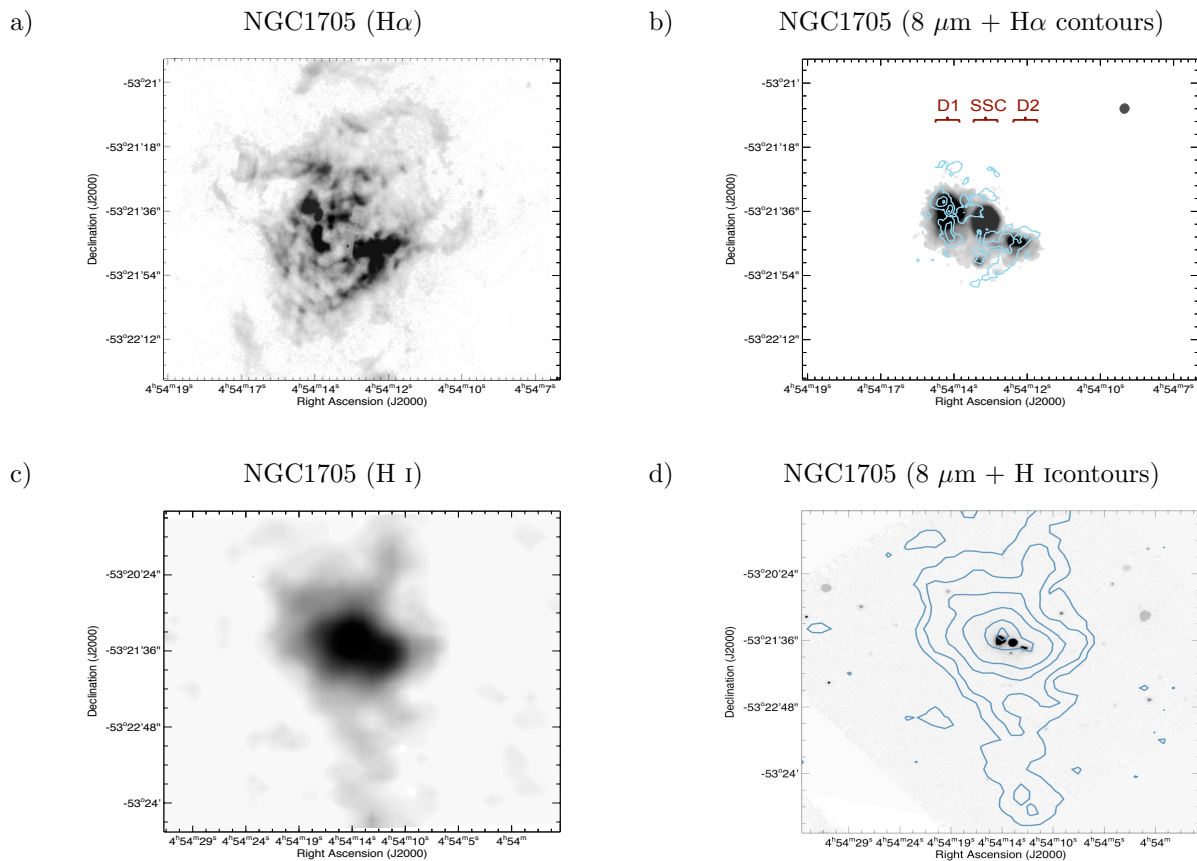 a)
NGC1705 (Hα)
Declination (J2000)
-53°21'
-53°21'18"
-53°21'36"
-53°21'54"
-53°22'12"
4ʰ54ᵐ19ˢ 4ʰ54ᵐ17ˢ 4ʰ54ᵐ14ˢ 4ʰ54ᵐ12ˢ 4ʰ54ᵐ10ˢ 4ʰ54ᵐ7ˢ
Right Ascension (J2000)
b)
NGC1705 (8 μm + Hα contours)
D1 SSC D2
Declination (J2000)
-53°21'
-53°21'18"
-53°21'36"
-53°21'54"
-53°22'12"
4ʰ54ᵐ19ˢ 4ʰ54ᵐ17ˢ 4ʰ54ᵐ14ˢ 4ʰ54ᵐ12ˢ 4ʰ54ᵐ10ˢ 4ʰ54ᵐ7ˢ
Right Ascension (J2000)
c)
NGC1705 (H I)
Declination (J2000)
-53°20'24"
-53°21'36"
-53°22'48"
-53°24'
4ʰ54ᵐ29ˢ 4ʰ54ᵐ24ˢ 4ʰ54ᵐ19ˢ 4ʰ54ᵐ14ˢ 4ʰ54ᵐ10ˢ 4ʰ54ᵐ5ˢ 4ʰ54ᵐ
Right Ascension (J2000)
d)
NGC1705 (8 μm + H Icontours)
Declination (J2000)
-53°20'24"
-53°21'36"
-53°22'48"
-53°24'
4ʰ54ᵐ29ˢ 4ʰ54ᵐ24ˢ 4ʰ54ᵐ19ˢ 4ʰ54ᵐ14ˢ 4ʰ54ᵐ10ˢ 4ʰ54ᵐ5ˢ 4ʰ54ᵐ
Right Ascension (J2000)